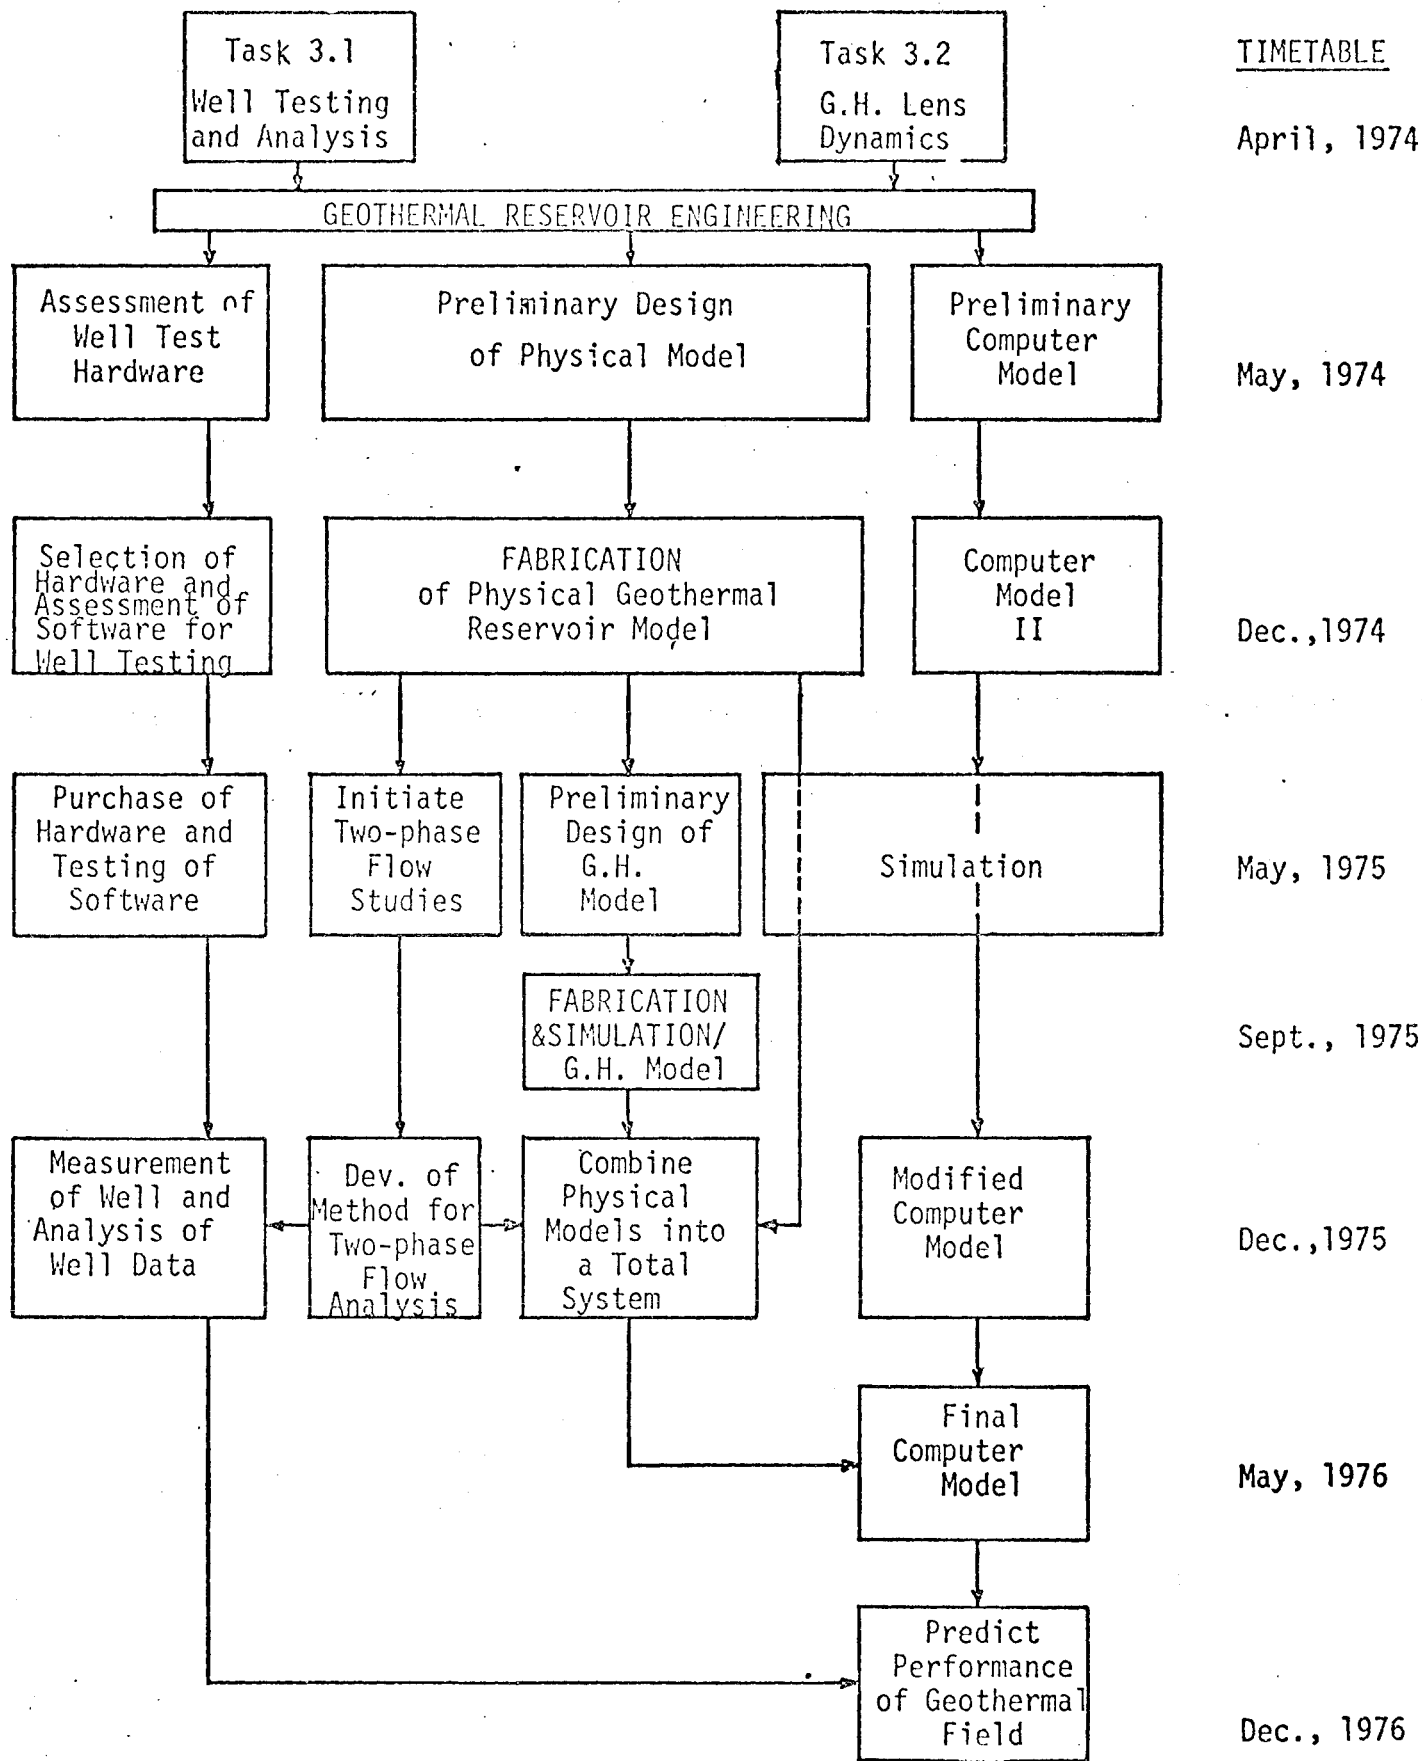 Task 3.1
Well Testing
and Analysis
Task 3.2
G.H. Lens
Dynamics
TIMETABLE
April, 1974
GEOTHERMAL RESERVOIR ENGINEERING
Assessment of
Well Test
Hardware
Preliminary Design
of Physical Model
Preliminary
Computer
Model
May, 1974
Selection of
Hardware and
Assessment of
Software for
Well Testing
FABRICATION
of Physical Geothermal
Reservoir Model
Computer
Model
II
Dec.,1974
Purchase of
Hardware and
Testing of
Software
Initiate
Two-phase
Flow
Studies
Preliminary
Design of
G.H.
Model
Simulation
May, 1975
FABRICATION
&SIMULATION/
G.H. Model
Sept., 1975
Measurement
of Well and
Analysis of
Well Data
Dev. of
Method for
Two-phase
Flow
Analysis
Combine
Physical
Models into
a Total
System
Modified
Computer
Model
Dec.,1975
Final
Computer
Model
May, 1976
Predict
Performance
of Geothermal
Field
Dec., 1976